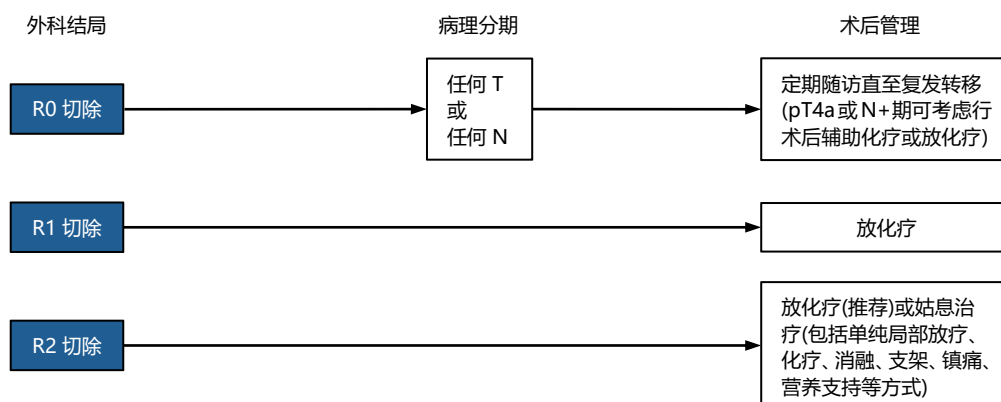 外科结局
病理分期
术后管理
R0 切除
任何 T
或
任何 N
定期随访直至复发转移
(pT4a或N+期可考虑行
术后辅助化疗或放化疗)
R1 切除
放化疗
R2 切除
放化疗(推荐)或姑息治
疗(包括单纯局部放疗、
化疗、消融、支架、镇痛、
营养支持等方式)